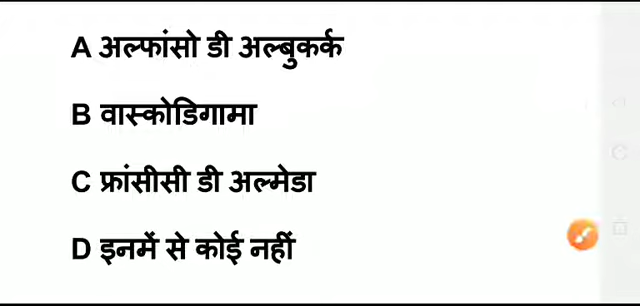 A अल्फांसो डी अल्बुकर्क
B वास्कोडिगामा
C फ्रांसीसी डी अल्मेडा
D इनमें से कोई नहीं